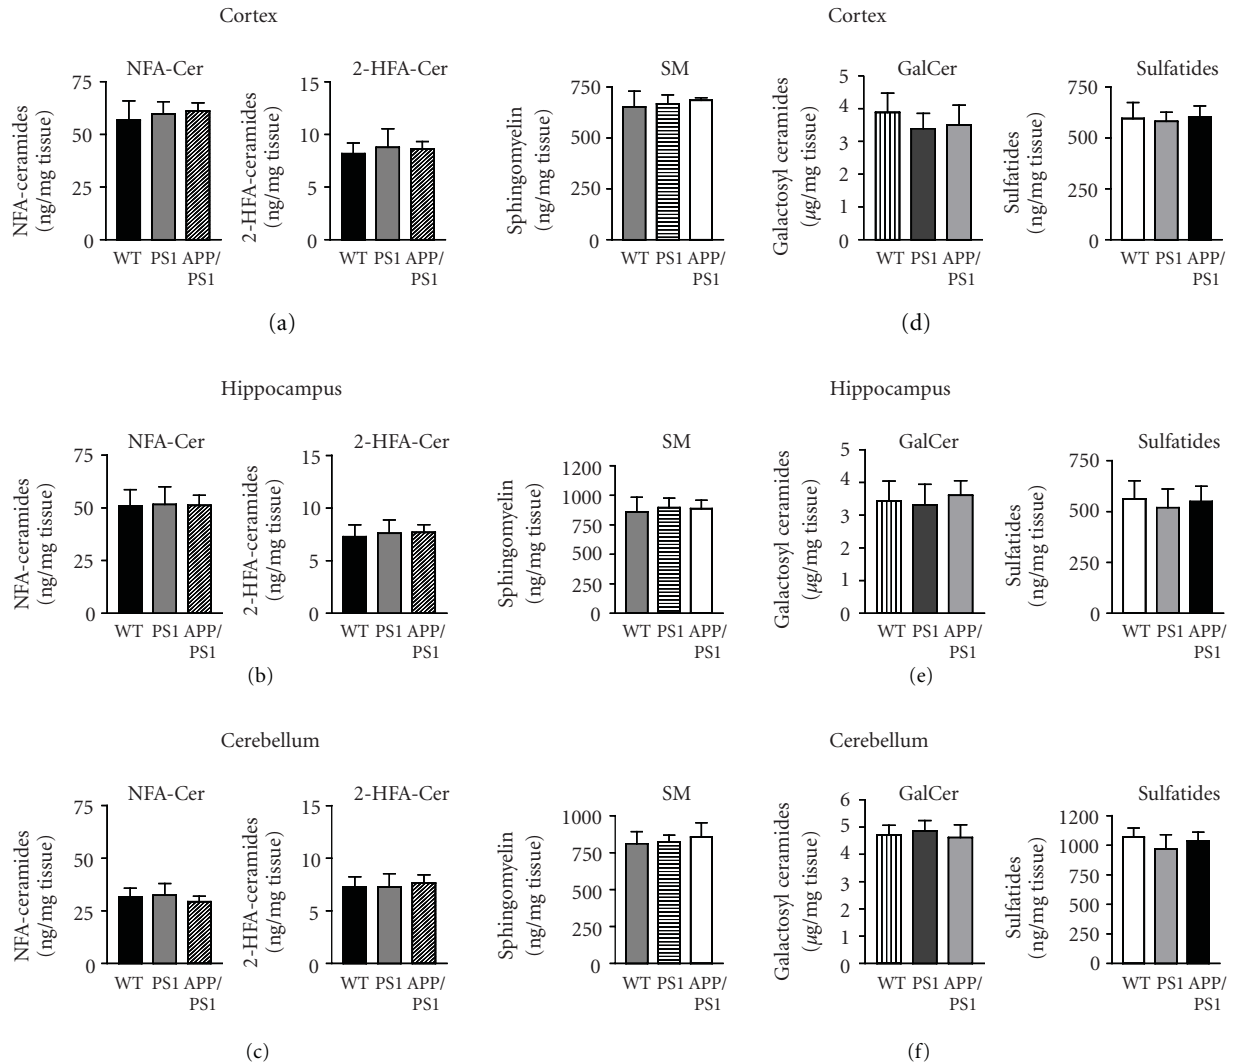 Cortex
Cortex
NFA-Cer
2-HFA-Cer
SM
GalCer
Sulfatides
NFA-ceramides
(ng/mg tissue)
75
50
25
0
WT PS1 APP/
PS1
2-HFA-ceramides
(ng/mg tissue)
15
10
5
0
WT PS1 APP/
PS1
Sphingomyelin
(ng/mg tissue)
750
500
250
0
WT PS1 APP/
PS1
Galactosyl ceramides
(µg/mg tissue)
5
4
3
2
1
0
WT PS1 APP/
PS1
Sulfatides
(ng/mg tissue)
750
500
250
0
WT PS1 APP/
PS1
(a)
(d)
Hippocampus
Hippocampus
NFA-Cer
2-HFA-Cer
SM
GalCer
Sulfatides
NFA-ceramides
(ng/mg tissue)
75
50
25
0
WT PS1 APP/
PS1
2-HFA-ceramides
(ng/mg tissue)
15
10
5
0
WT PS1 APP/
PS1
Sphingomyelin
(ng/mg tissue)
1200
1000
750
500
250
0
WT PS1 APP/
PS1
Galactosyl ceramides
(µg/mg tissue)
5
4
3
2
1
0
WT PS1 APP/
PS1
Sulfatides
(ng/mg tissue)
750
500
250
0
WT PS1 APP/
PS1
(b)
(e)
Cerebellum
Cerebellum
NFA-Cer
2-HFA-Cer
SM
GalCer
Sulfatides
NFA-ceramides
(ng/mg tissue)
75
50
25
0
WT PS1 APP/
PS1
2-HFA-ceramides
(ng/mg tissue)
15
10
5
0
WT PS1 APP/
PS1
Sphingomyelin
(ng/mg tissue)
1000
750
500
250
0
WT PS1 APP/
PS1
Galactosyl ceramides
(µg/mg tissue)
6
5
4
3
2
1
0
WT PS1 APP/
PS1
Sulfatides
(ng/mg tissue)
1200
1000
750
500
250
0
WT PS1 APP/
PS1
(c)
(f)